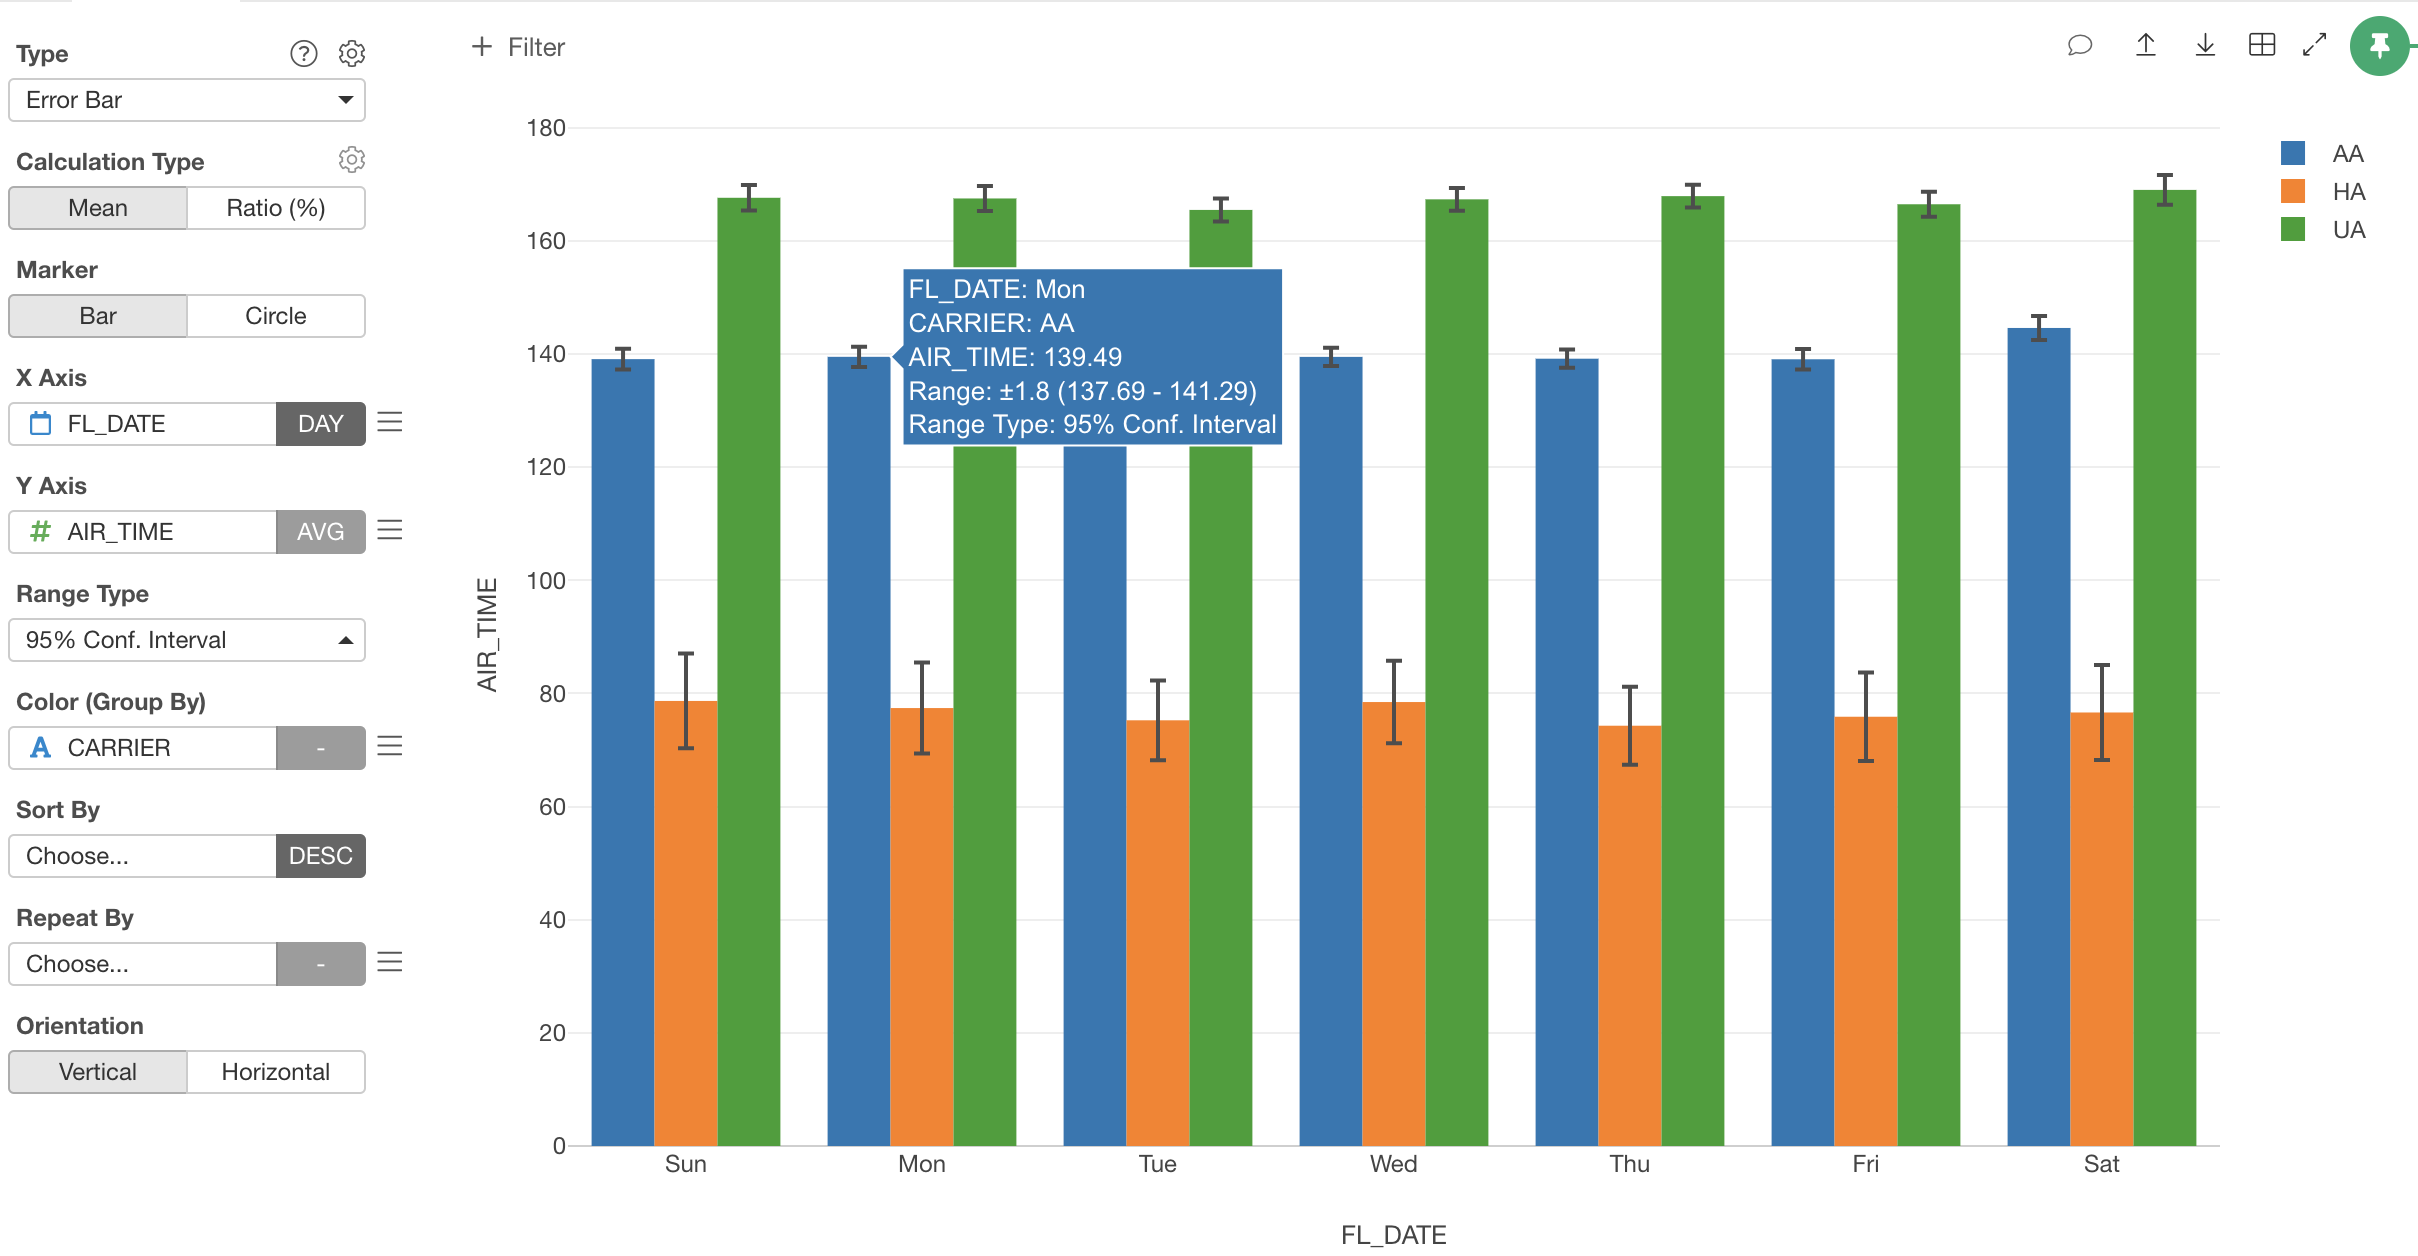 Type
Error Bar
Calculation Type
Mean
Ratio (%)
Marker
Bar
Circle
X Axis
FL_DATE
DAY
Y Axis
# AIR_TIME
AVG
Range Type
95% Conf. Interval
Color (Group By)
A CARRIER
-
Sort By
Choose...
DESC
Repeat By
Choose...
-
Orientation
Vertical
Horizontal
+ Filter
180
160
140
120
100
80
60
40
20
0
AIR_TIME
FL_DATE: Mon
CARRIER: AA
AIR_TIME: 139.49
Range: ±1.8 (137.69 - 141.29)
Range Type: 95% Conf. Interval
Sun
Mon
Tue
Wed
Thu
Fri
Sat
FL_DATE
AA
HA
UA